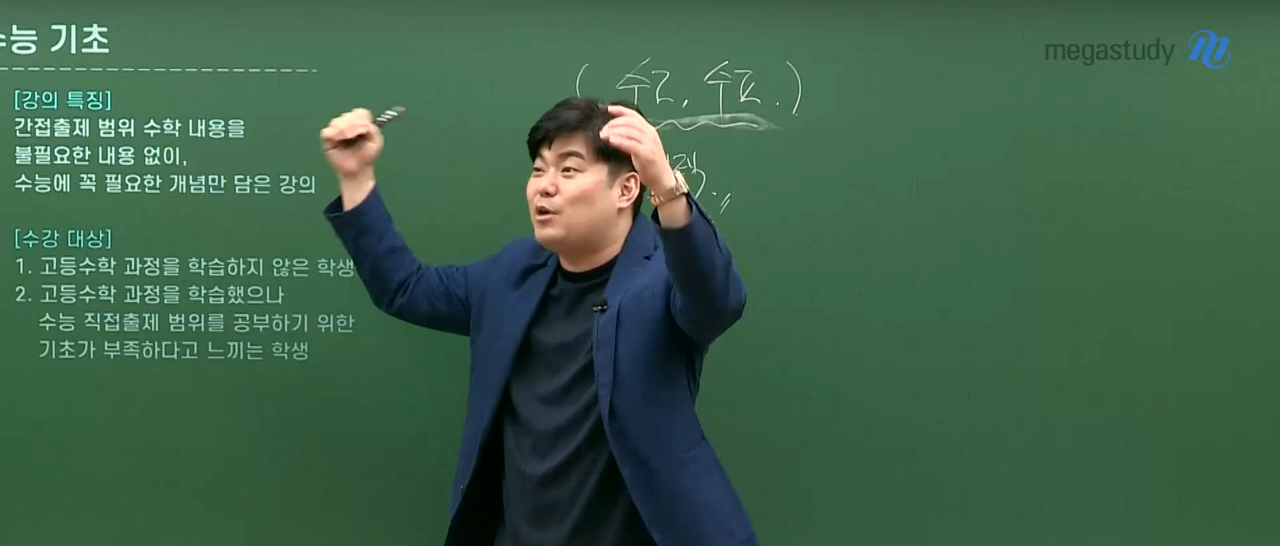 수능 기초
megastudy
[강의 특징]
간접출제 범위 수학 내용을
불필요한 내용 없이,
수능에 꼭 필요한 개념만 담은 강의
[수강 대상]
1. 고등수학 과정을 학습하지 않은 학생
2. 고등수학 과정을 학습했으나
수능 직접출제 범위를 공부하기 위한
기초가 부족하다고 느끼는 학생